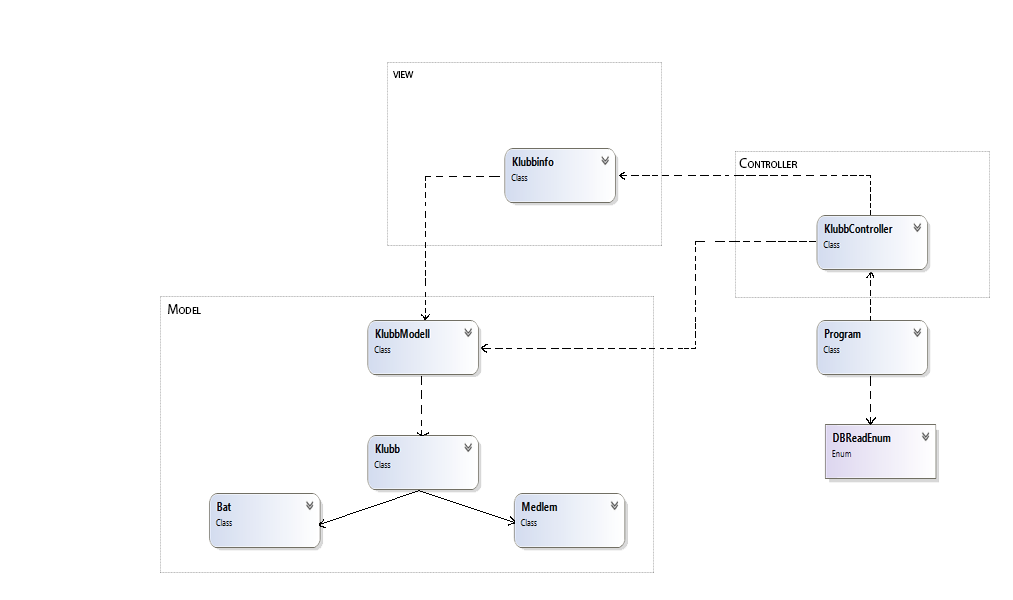 VIEW
Klubbinfo
Class
CONTROLLER
KlubbController
Class
MODEL
KlubbModell
Class
Program
Class
Klubb
Class
DBReadEnum
Enum
Bat
Class
Medlem
Class